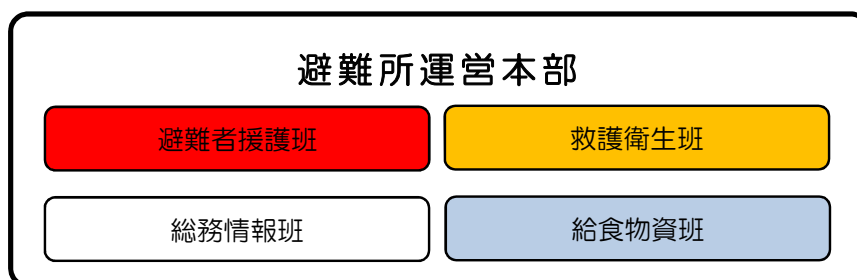 避難所運営本部
避難者援護班
救護衛生班
総務情報班
給食物資班